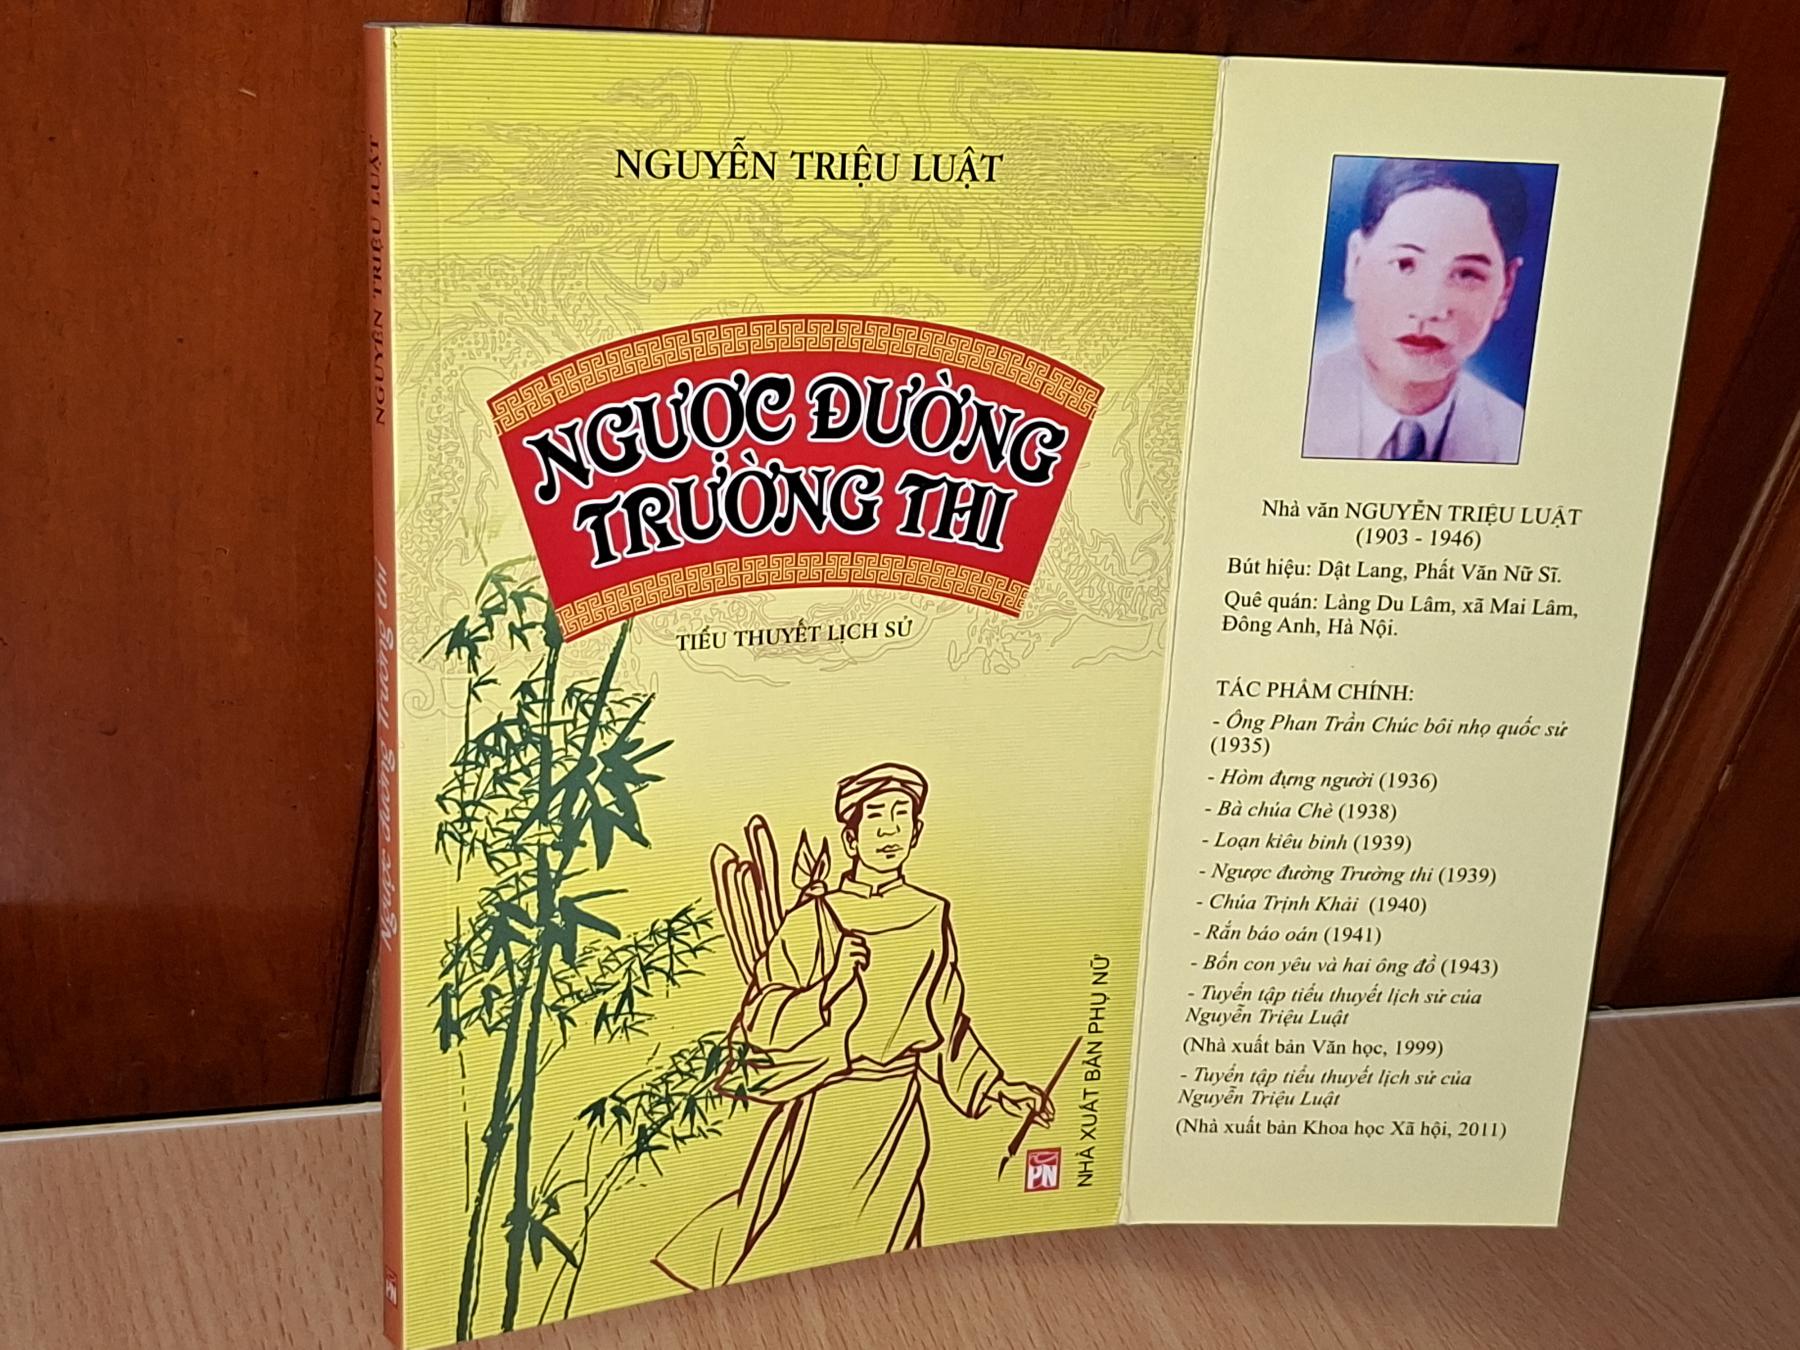 NGUYỄN TRIỆU LUẬT
Ngược đường Trường thi
PN
NGUYỄN TRIỆU LUẬT
NGƯỢC ĐƯỜNG
TRƯỜNG THI
TIỂU THUYẾT LỊCH SỬ
PN
NHÀ XUẤT BẢN PHỤ NỮ
Nhà văn NGUYỄN TRIỆU LUẬT
(1903 - 1946)
Bút hiệu: Dật Lang, Phất Văn Nữ Sĩ.
Quê quán: Làng Du Lâm, xã Mai Lâm,
Đông Anh, Hà Nội.
TÁC PHẨM CHÍNH:
- Ông Phan Trần Chúc bôi nhọ quốc sử
(1935)
- Hòm đựng người (1936)
- Bà chúa Chè (1938)
- Loạn kiêu binh (1939)
- Ngược đường Trường thi (1939)
- Chúa Trịnh Khải (1940)
- Rắn báo oán (1941)
- Bốn con yêu và hai ông đồ (1943)
- Tuyển tập tiểu thuyết lịch sử của
Nguyễn Triệu Luật
(Nhà xuất bản Văn học, 1999)
- Tuyển tập tiểu thuyết lịch sử của
Nguyễn Triệu Luật
(Nhà xuất bản Khoa học Xã hội, 2011)